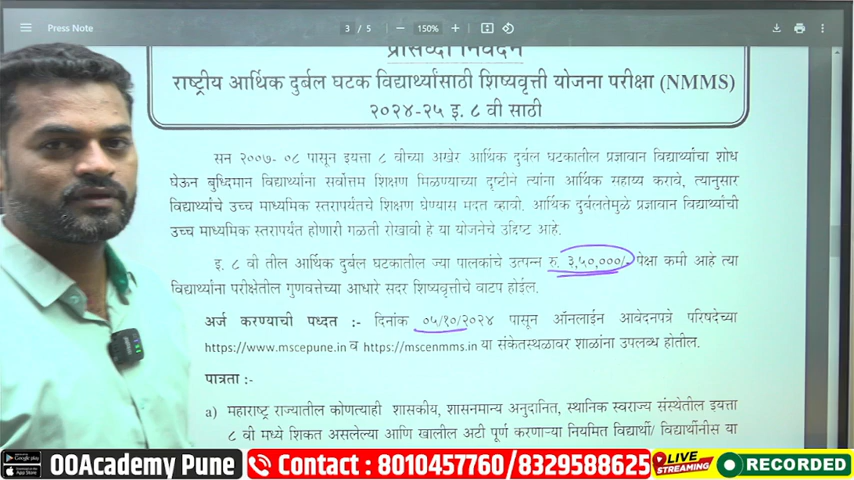 Press Note
3 / 5
150%
प्रसिध्दी निवेदन
राष्ट्रीय आर्थिक दुर्बल घटक विद्यार्थ्यांसाठी शिष्यवृत्ती योजना परीक्षा (NMMS)
२०२४-२५ इ. ८ वी साठी
सन २००७- ०८ पासून इयत्ता ८ वीच्या अखेर आर्थिक दुर्बल घटकातील प्रज्ञावान विद्यार्थ्यांचा शोध
घेऊन बुध्दिमान विद्यार्थ्यांना सर्वोत्तम शिक्षण मिळण्याच्या दृष्टीने त्यांना आर्थिक सहाय्य करावे, त्यानुसार
विद्यार्थ्यांचे उच्च माध्यमिक स्तरापर्यतचे शिक्षण घेण्यास मदत व्हावी. आर्थिक दुर्बलतेमुळे प्रज्ञावान विद्यार्थ्यांची
उच्च माध्यमिक स्तरापर्यंत होणारी गळती रोखावी हे या योजनेचे उद्दिष्ट आहे.
इ. ८ वी तील आर्थिक दुर्बल घटकातील ज्या पालकांचे उत्पन्न रु. ३,५०,०००/- पेक्षा कमी आहे त्या
विद्यार्थ्यांना परीक्षेतील गुणवत्तेच्या आधारे सदर शिष्यवृत्तीचे वाटप होईल.
अर्ज करण्याची पध्दत :- दिनांक ०५/१०/२०२४ पासून ऑनलाईन आवेदनपत्रे परिषदेच्या
https://www.mscepune.in व https://mscenmms.in या संकेतस्थळावर शाळांना उपलब्ध होतील.
पात्रता :-
a) महाराष्ट्र राज्यातील कोणत्याही शासकीय, शासनमान्य अनुदानित, स्थानिक स्वराज्य संस्थेतील इयत्ता
८ वी मध्ये शिकत असलेल्या आणि खालील अटी पूर्ण करणाऱ्या नियमित विद्यार्थी/ विद्यार्थीनीस वा
Google play
App Store
00Academy Pune
Contact : 8010457760/8329588625
LIVE
STREAMING
RECORDED